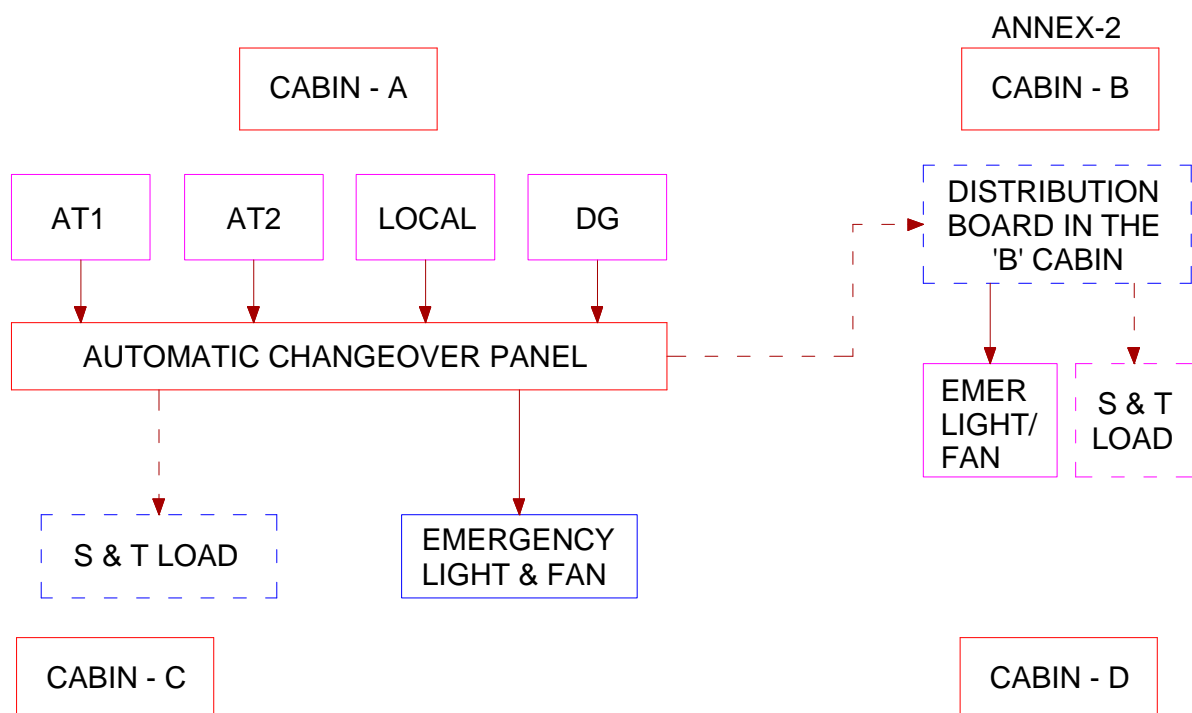 ANNEX-2
CABIN - A
CABIN - B
AT1
AT2
LOCAL
DG
DISTRIBUTION
BOARD IN THE
'B' CABIN
AUTOMATIC CHANGEOVER PANEL
EMER
LIGHT/
FAN
S & T
LOAD
S & T LOAD
EMERGENCY
LIGHT & FAN
CABIN - C
CABIN - D